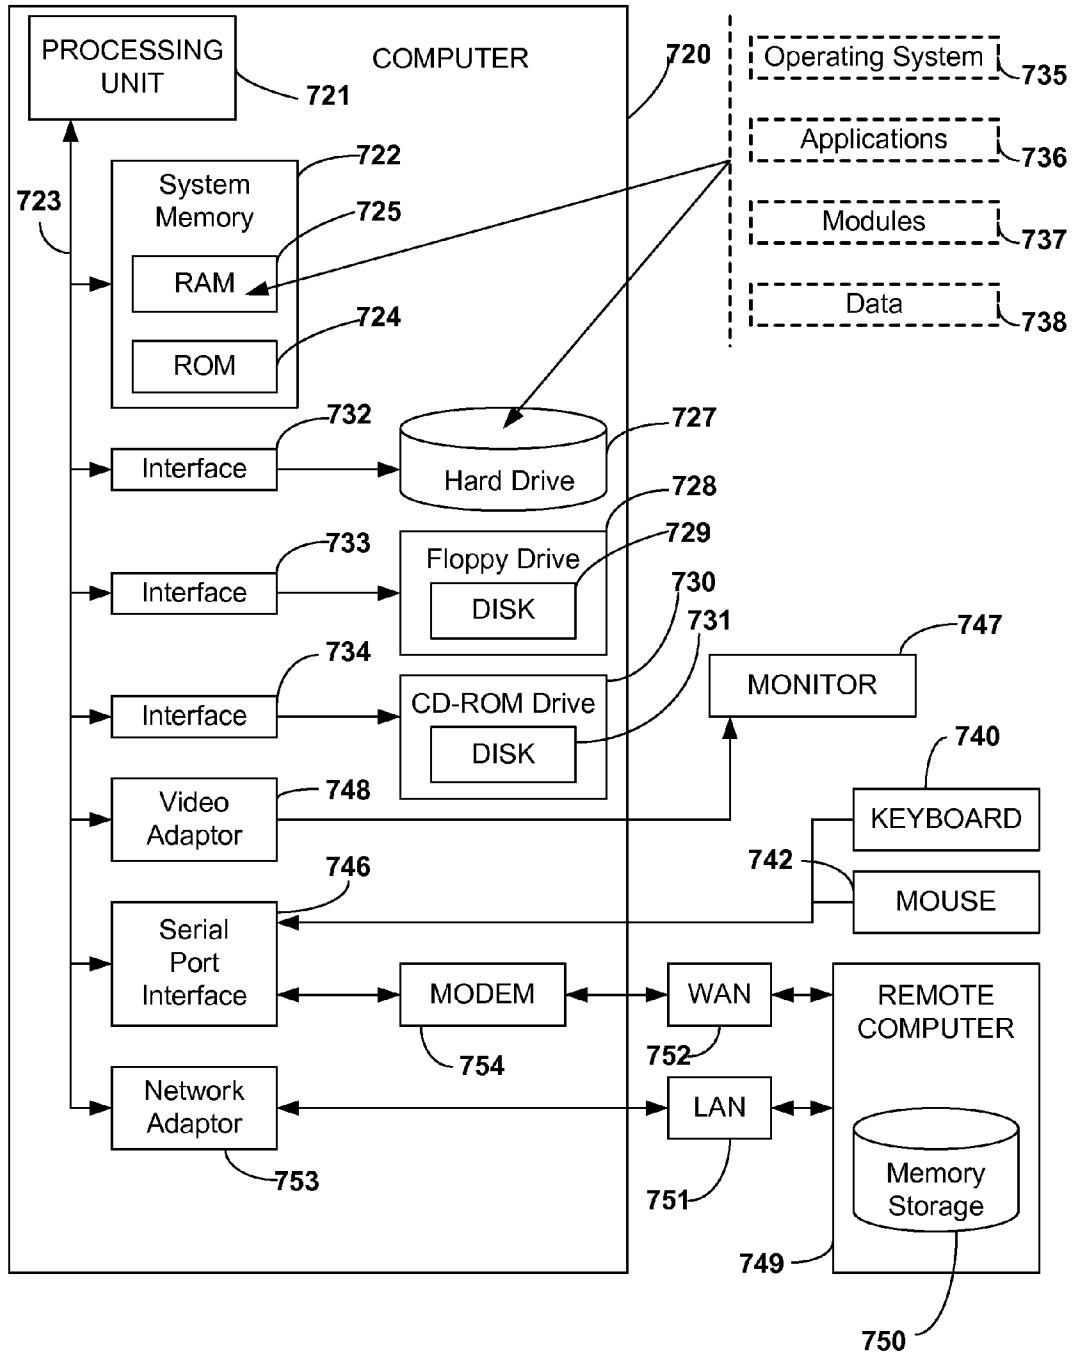 PROCESSING
UNIT
721
COMPUTER
720
Operating System
735
Applications
736
Modules
737
Data
738
723
722
System
Memory
725
RAM
724
ROM
732
Interface
727
Hard Drive
733
Interface
728
Floppy Drive
729
DISK
734
Interface
730
CD-ROM Drive
731
DISK
747
MONITOR
748
Video
Adaptor
740
KEYBOARD
742
MOUSE
746
Serial
Port
Interface
MODEM
754
WAN
752
REMOTE
COMPUTER
Network
Adaptor
753
LAN
751
Memory
Storage
749
750